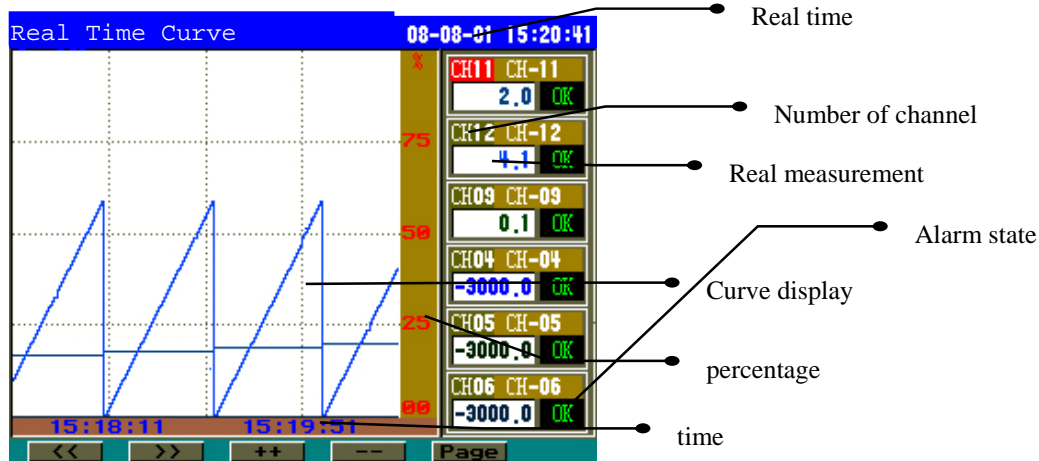 Real Time Curve 08-08-01 15:20:41
Real time
%
75
50
25
00
CH11 CH-11
2.0 OK
CH12 CH-12
4.1 OK
CH09 CH-09
0.1 OK
CH04 CH-04
-3000.0 OK
CH05 CH-05
-3000.0 OK
CH06 CH-06
-3000.0 OK
Number of channel
Real measurement
Alarm state
Curve display
percentage
time
15:18:11 15:19:51
<< >> ++ -- Page